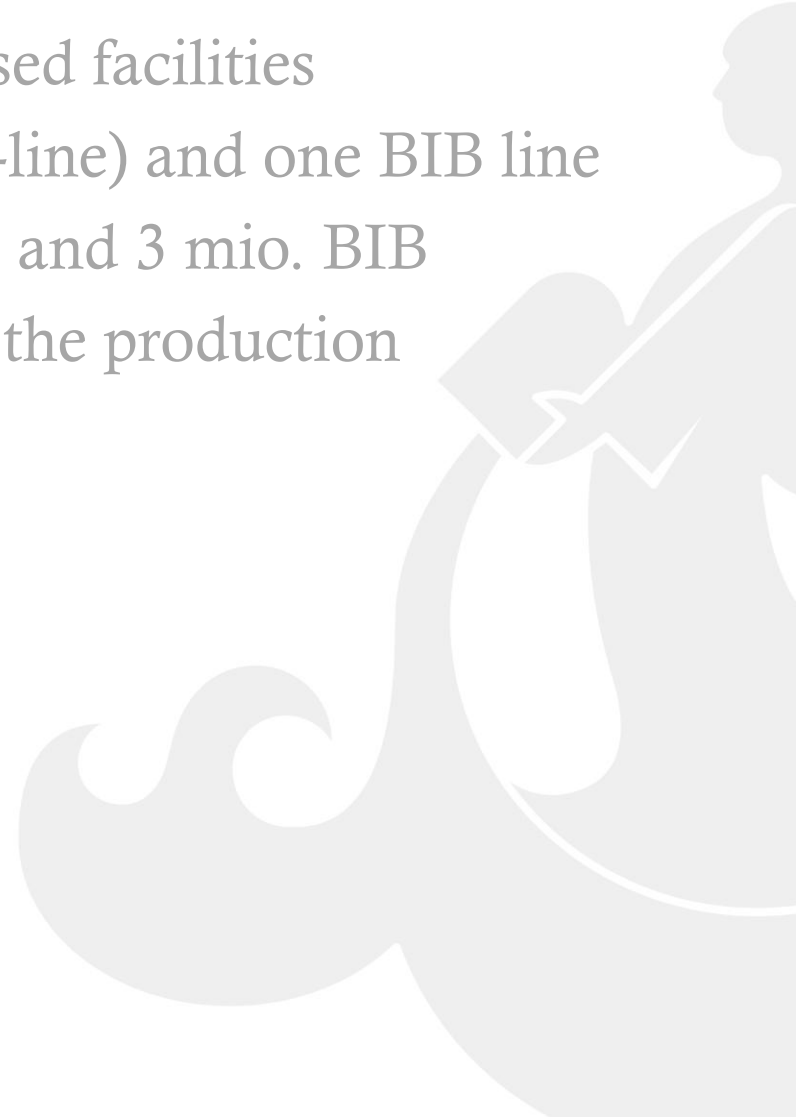 sed facilities
-line) and one BIB line
and 3 mio. BIB
the production